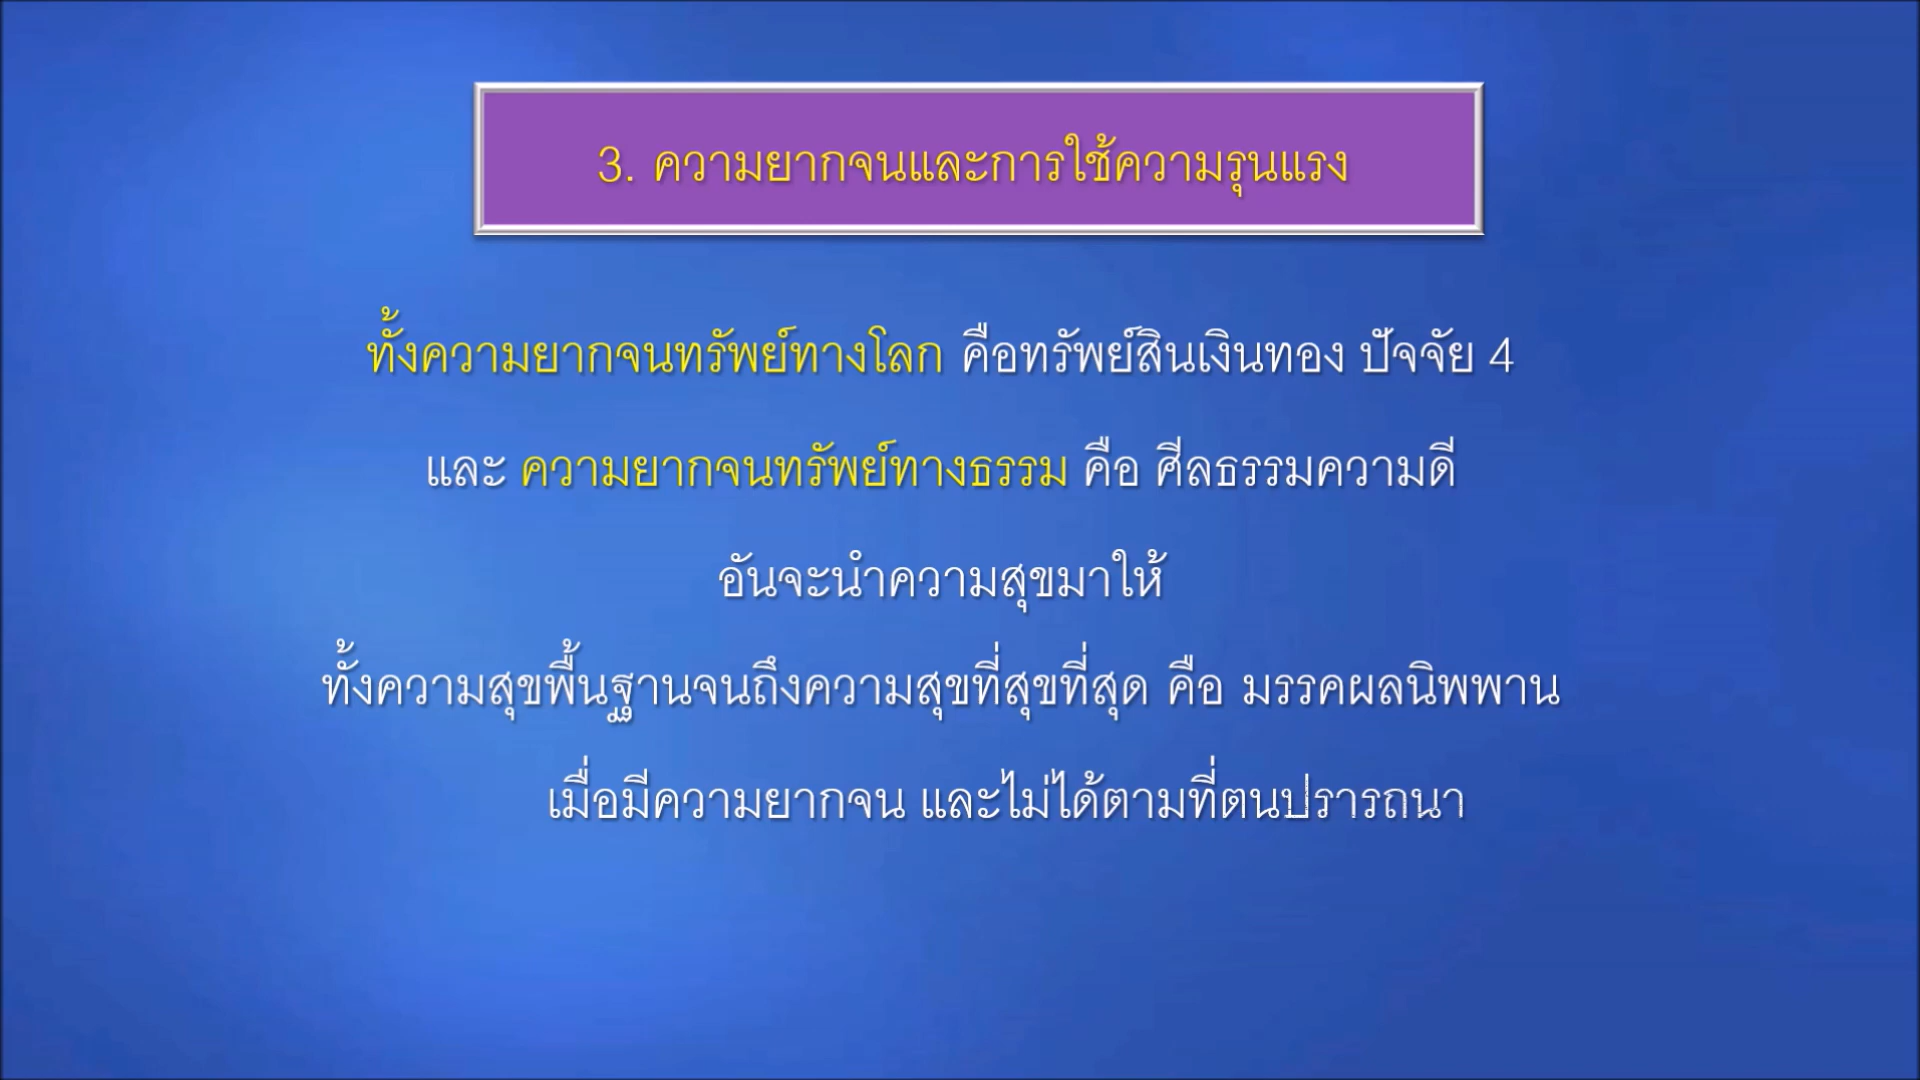 3. ความยากจนและการใช้ความรุนแรง
ทั้งความยากจนทรัพย์ทางโลก คือทรัพย์สินเงินทอง ปัจจัย 4
และ ความยากจนทรัพย์ทางธรรม คือ ศีลธรรมความดี
อันจะนำความสุขมาให้
ทั้งความสุขพื้นฐานจนถึงความสุขที่สุขที่สุด คือ มรรคผลนิพพาน
เมื่อมีความยากจน และไม่ได้ตามที่ตนปรารถนา